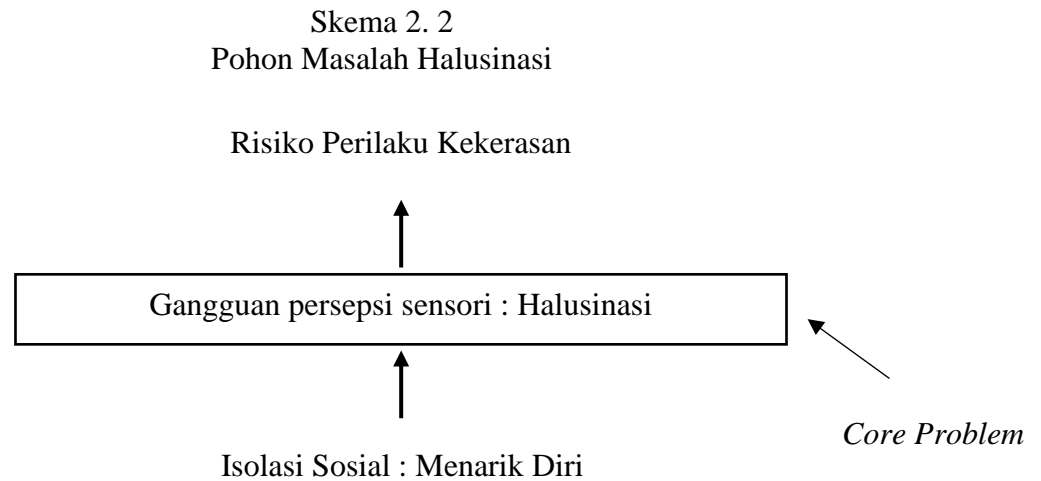 Skema 2. 2
Pohon Masalah Halusinasi
Risiko Perilaku Kekerasan
Gangguan persepsi sensori : Halusinasi
Core Problem
Isolasi Sosial : Menarik Diri